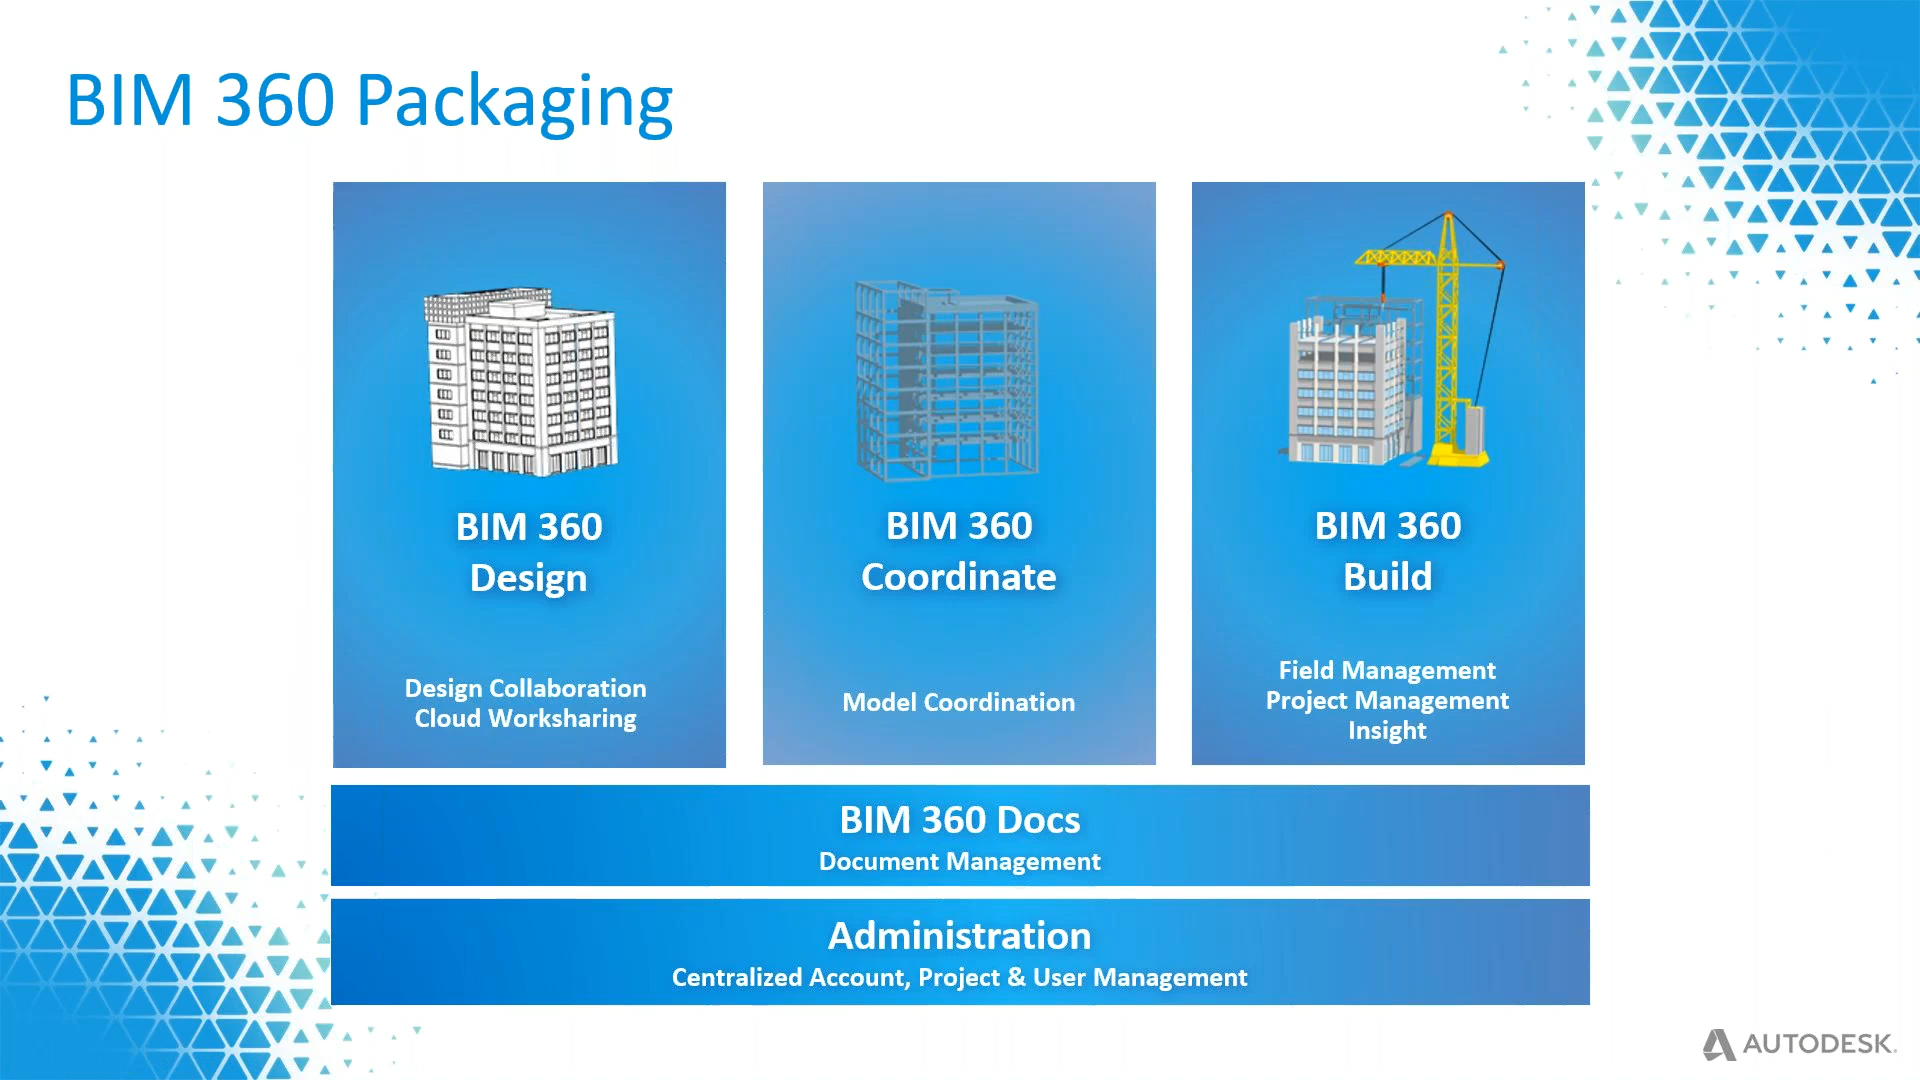 BIM 360 Packaging
BIM 360
Design
Design Collaboration
Cloud Worksharing
BIM 360
Coordinate
Model Coordination
BIM 360
Build
Field Management
Project Management
Insight
BIM 360 Docs
Document Management
Administration
Centralized Account, Project & User Management
AUTODESK.